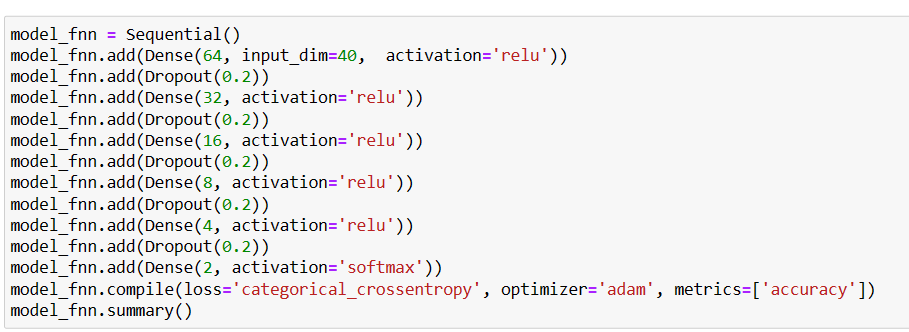 model_fnn = Sequential()
model_fnn.add(Dense(64, input_dim=40,  activation='relu'))
model_fnn.add(Dropout(0.2))
model_fnn.add(Dense(32, activation='relu'))
model_fnn.add(Dropout(0.2))
model_fnn.add(Dense(16, activation='relu'))
model_fnn.add(Dropout(0.2))
model_fnn.add(Dense(8, activation='relu'))
model_fnn.add(Dropout(0.2))
model_fnn.add(Dense(4, activation='relu'))
model_fnn.add(Dropout(0.2))
model_fnn.add(Dense(2, activation='softmax'))
model_fnn.compile(loss='categorical_crossentropy', optimizer='adam', metrics=['accuracy'])
model_fnn.summary()